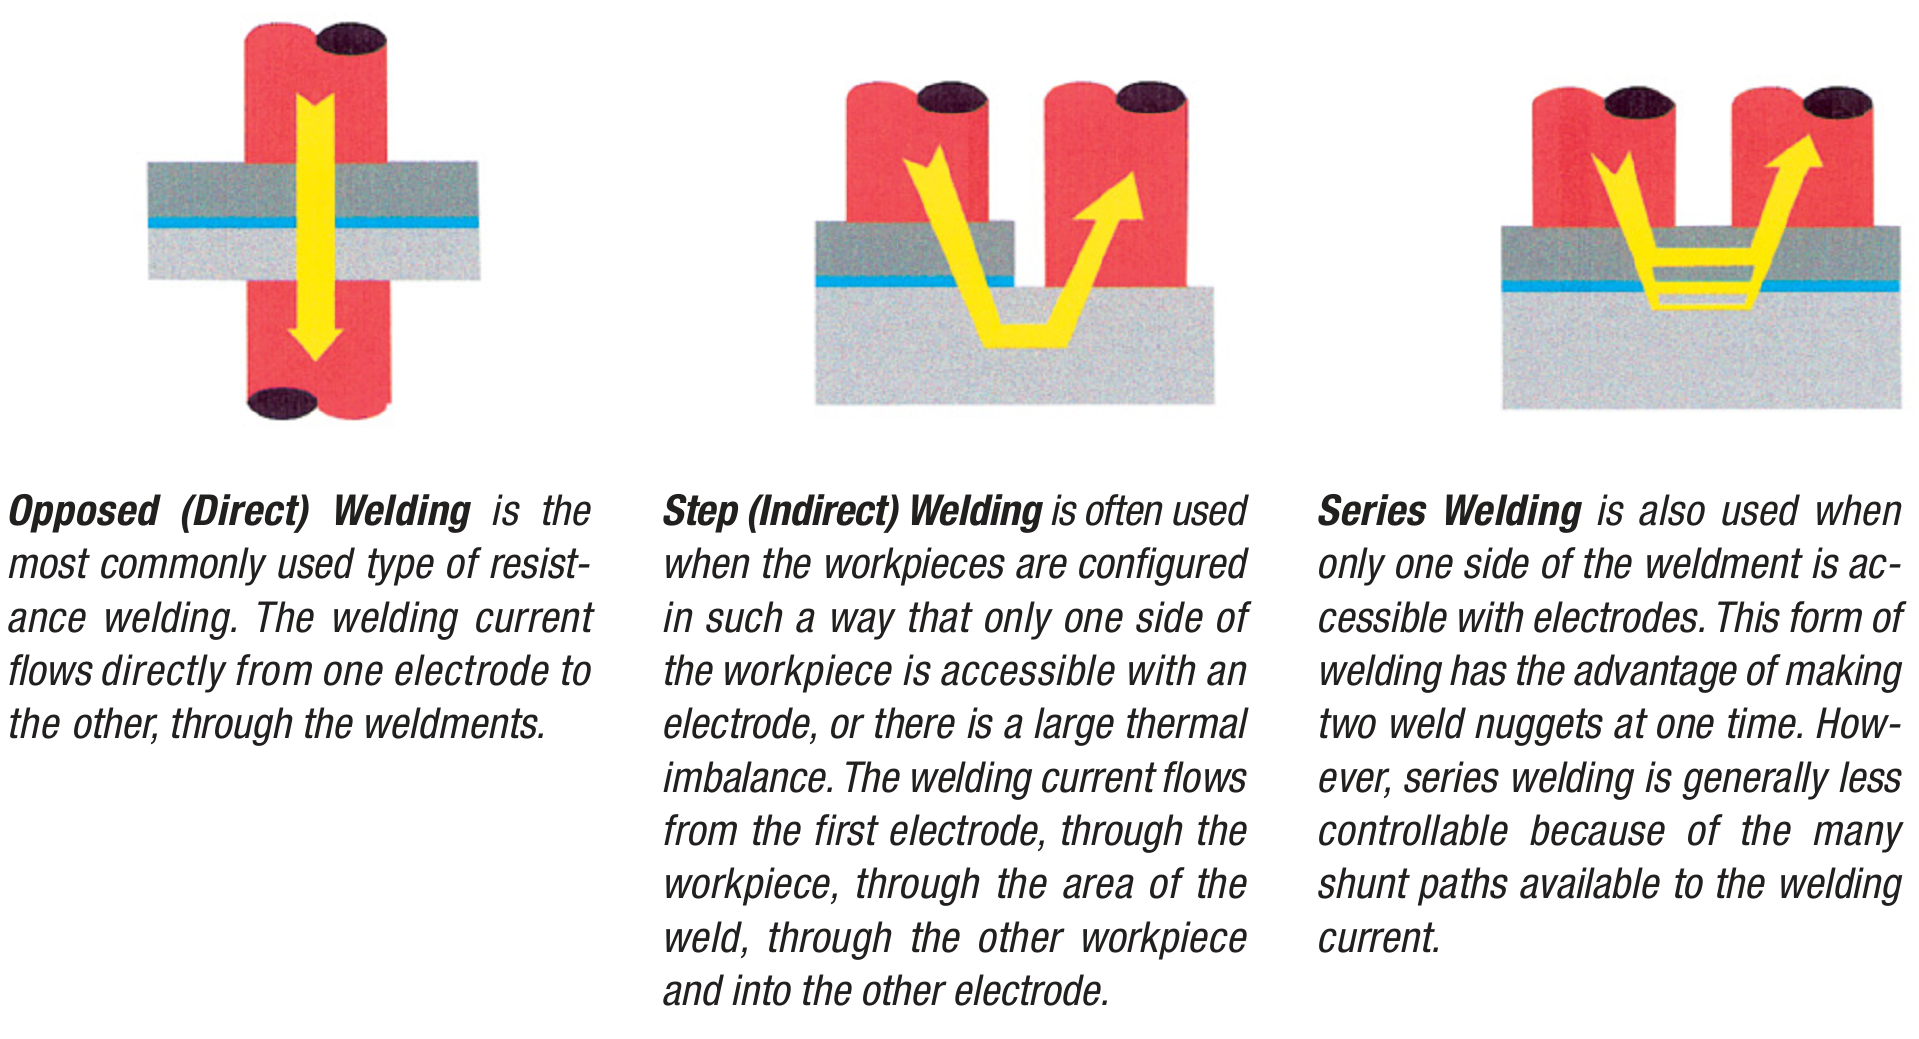 Opposed (Direct) Welding is the
most commonly used type of resist-
ance welding. The welding current
flows directly from one electrode to
the other, through the weldments.
Step (Indirect) Welding is often used
when the workpieces are configured
in such a way that only one side of
the workpiece is accessible with an
electrode, or there is a large thermal
imbalance. The welding current flows
from the first electrode, through the
workpiece, through the area of the
weld, through the other workpiece
and into the other electrode.
Series Welding is also used when
only one side of the weldment is ac-
cessible with electrodes. This form of
welding has the advantage of making
two weld nuggets at one time. How-
ever, series welding is generally less
controllable because of the many
shunt paths available to the welding
current.